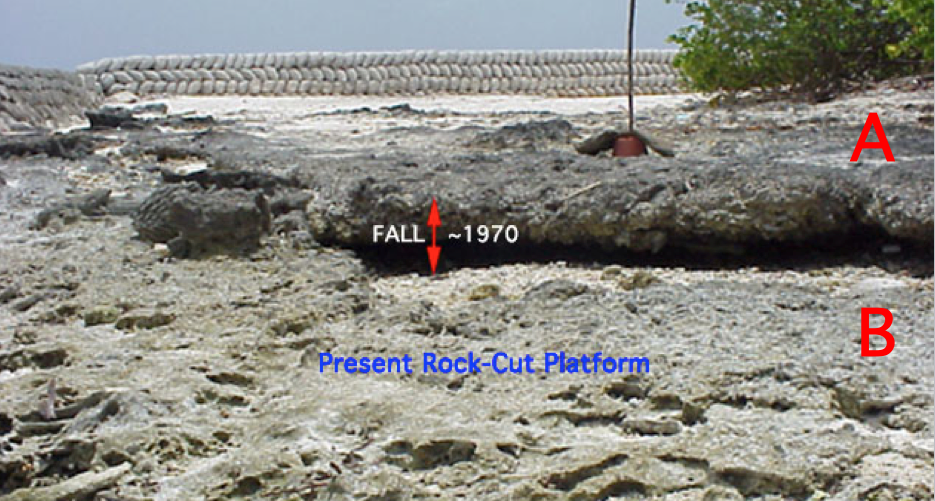 A
FALL ~1970
B
Present Rock-Cut Platform